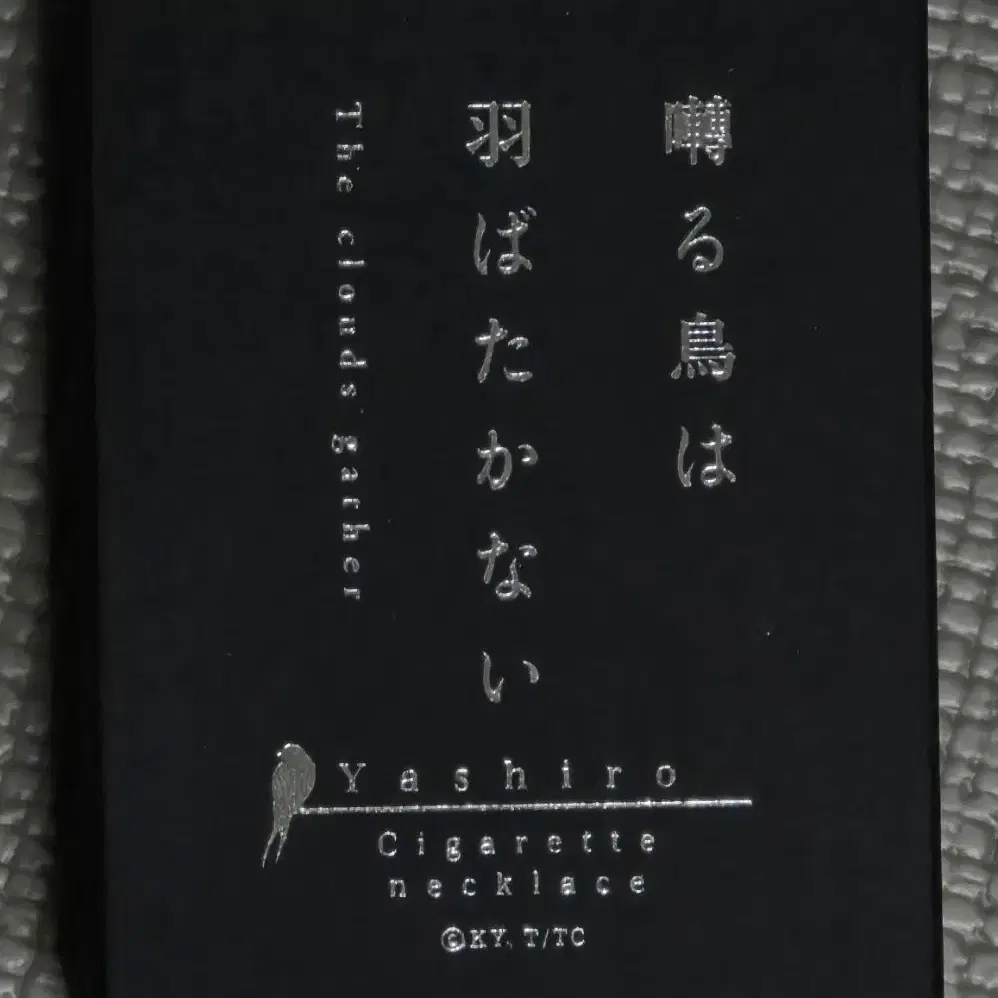 囀る鳥は
羽ばたかない
The clouds gather
Yashiro
Cigarette
necklace
©KY, T/TC